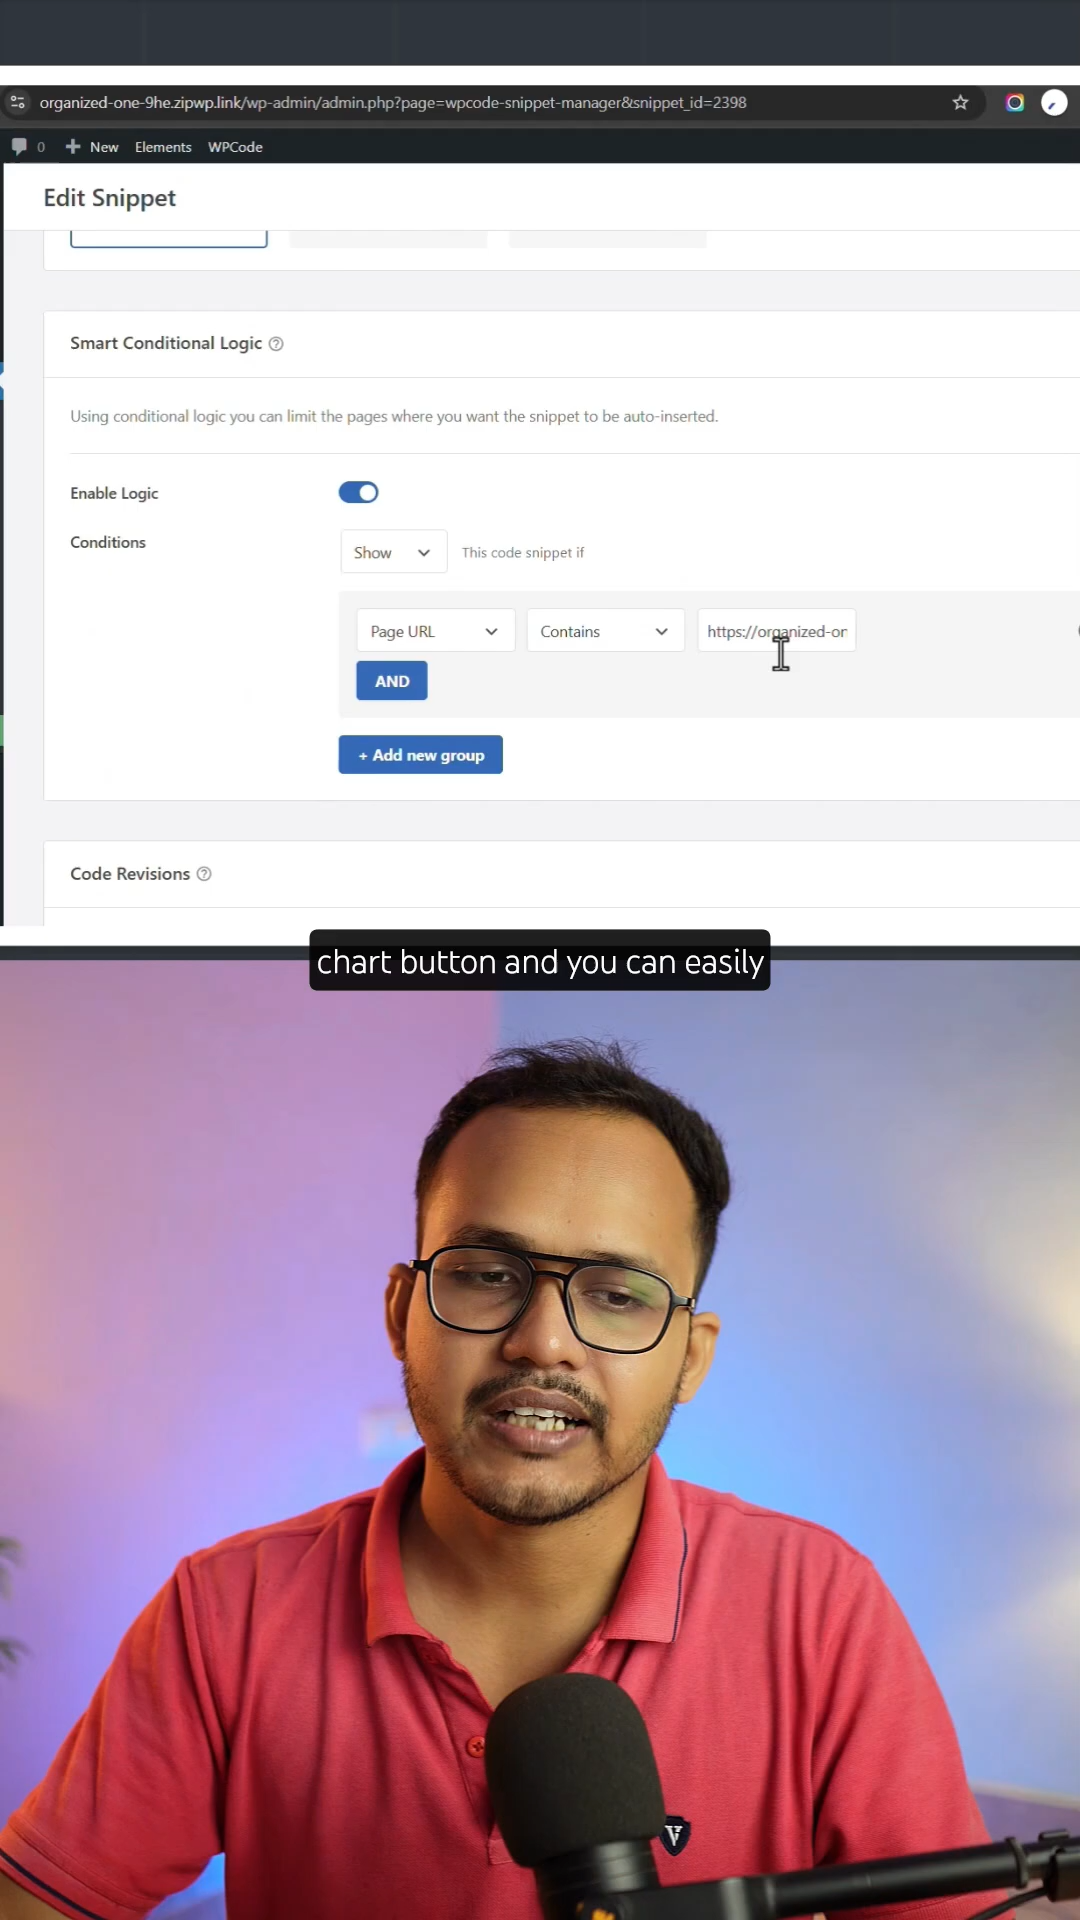 organized-one-9he.zipwp.link/wp-admin/admin.php?page=wpcode-snippet-manager&snippet_id=2398
0 + New Elements WPCode
Edit Snippet
Smart Conditional Logic ?
Using conditional logic you can limit the pages where you want the snippet to be auto-inserted.
Enable Logic
Conditions
Show This code snippet if
Page URL Contains https://organized-or
AND
+ Add new group
Code Revisions ?
chart button and you can easily
V